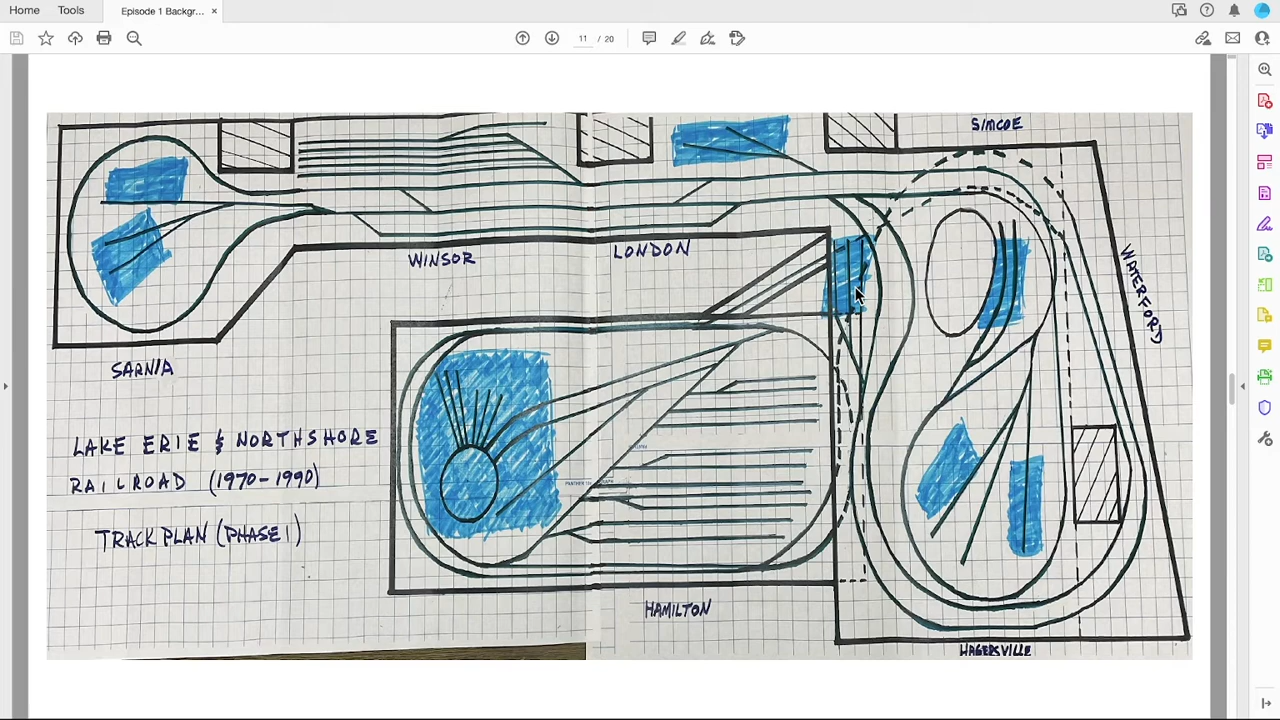 Home
Tools
Episode 1 Backgr... ×
11 / 20
SIMCOE
WATERFORD
WINSOR
LONDON
SARNIA
LAKE ERIE & NORTHSHORE
RAILROAD (1970-1990)
TRACK PLAN (PHASE 1)
HAMILTON
HAGERSVILLE